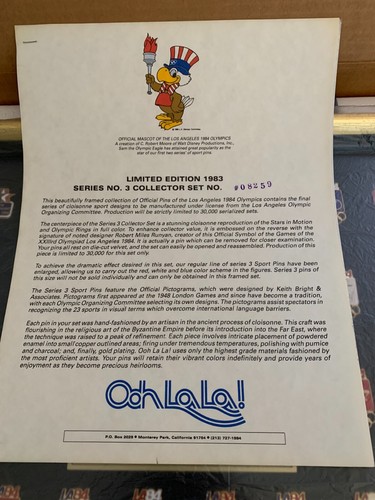 OFFICIAL MASCOT OF THE LOS ANGELES 1984 OLYMPICS
A creation of C. Robert Moore of Walt Disney Productions, Inc.,
Sam the Olympic Eagle has attained great popularity as the
star of our first two series of sport pins.
LIMITED EDITION 1983
SERIES NO. 3 COLLECTOR SET NO. 008259
This beautifully framed collection of Official Pins of the Los Angeles 1984 Olympics contains the final
series of cloisonne sport designs to be manufactured under license from the Los Angeles Olympic
Organizing Committee. Production will be strictly limited to 30,000 serialized sets.
The centerpiece of the Series 3 Collector Set is a stunning cloisonne reproduction of the Stars in Motion
and Olympic Rings in full color. To enhance collector value, it is embossed on the reverse with the
signature of noted designer Robert Miles Runyan, creator of this Official Symbol of the Games of the
XXIIIrd Olympiad Los Angeles 1984. It is actually a pin which can be removed for closer examination.
Your pins all rest on die-cut velvet, and the set can be easily opened and reassembled. Production of this
piece is limited to 30,000 for this set only.
To achieve the dramatic effect desired in this set, our regular line of series 3 Sport Pins have been
enlarged, allowing us to carry out the red, white and blue color scheme in the figures. Series 3 pins of
this size will not be sold individually and can only be obtained in this framed set.
The Series 3 Sport Pins feature the Official Pictograms, which were designed by Keith Bright &
Associates. Pictograms first appeared at the 1948 London Games and since have become a tradition,
with each Olympic Organizing Committee selecting its own designs. The pictograms assist spectators in
recognizing the 23 sports in visual terms which overcome international language barriers.
Each pin in your set was hand-fashioned by an artisan in the ancient process of cloisonne. This craft was
flourishing in the religious art of the Byzantine Empire before its introduction into the Far East, where
the technique was raised to a peak of refinement. Each piece involves intricate placement of powdered
enamel into small copper outlined areas; firing under tremendous temperatures, polishing with pumice
and charcoal; and, finally, gold plating. Ooh La La! uses only the highest grade materials fashioned by
the most proficient artists. Your pins will retain their vibrant colors indefinitely and provide years of
enjoyment as they become precious heirlooms.
Ooh La La!
P.O. Box 2029 • Monterey Park, California 91754 • (213) 727-1984